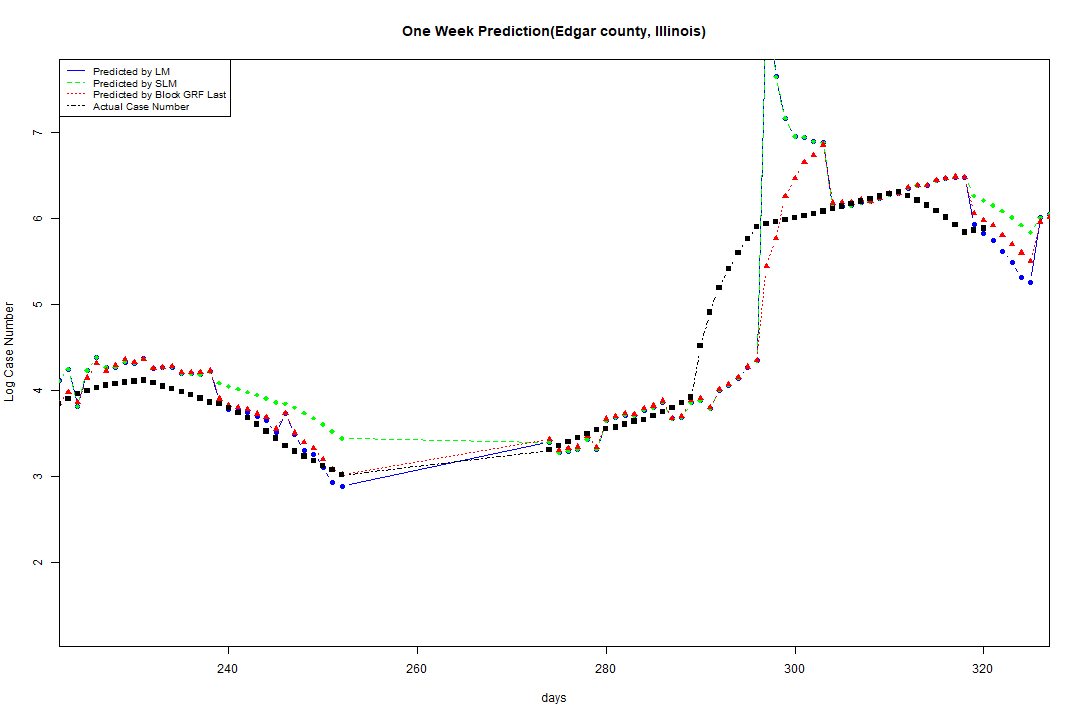 One Week Prediction(Edgar county, Illinois)
Predicted by LM
Predicted by SLM
Predicted by Block GRF Last
Actual Case Number
7
6
5
4
3
2
Log Case Number
240 260 280 300 320
days